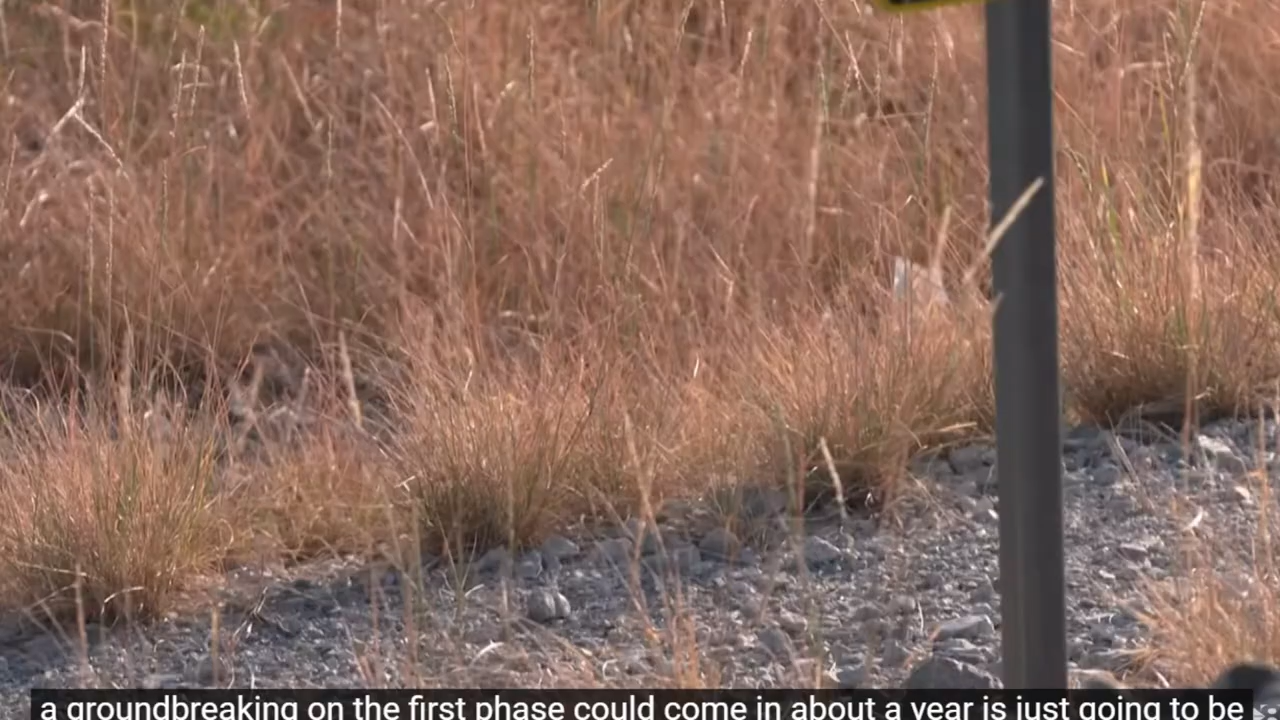 a groundbreaking on the first phase could come in about a year is just going to be